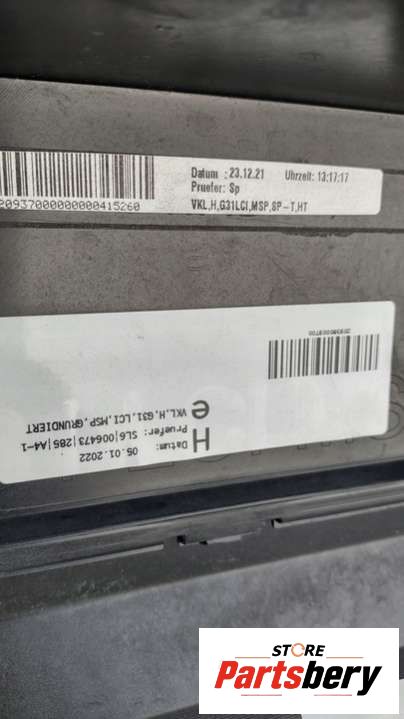 Datum : 23.12.21 Uhrzeit: 13:17:17
Pruefer: Sp
VKL,H,G31LCI,MSP,SP-T,HT
209370000000000415260
H
e
Datum: 05.01.2022
Pruefer: SL6|006473|285|A4-1
VKL,H,G31,LCI,MSP,GRUNDIERT
STORE
Partsbery